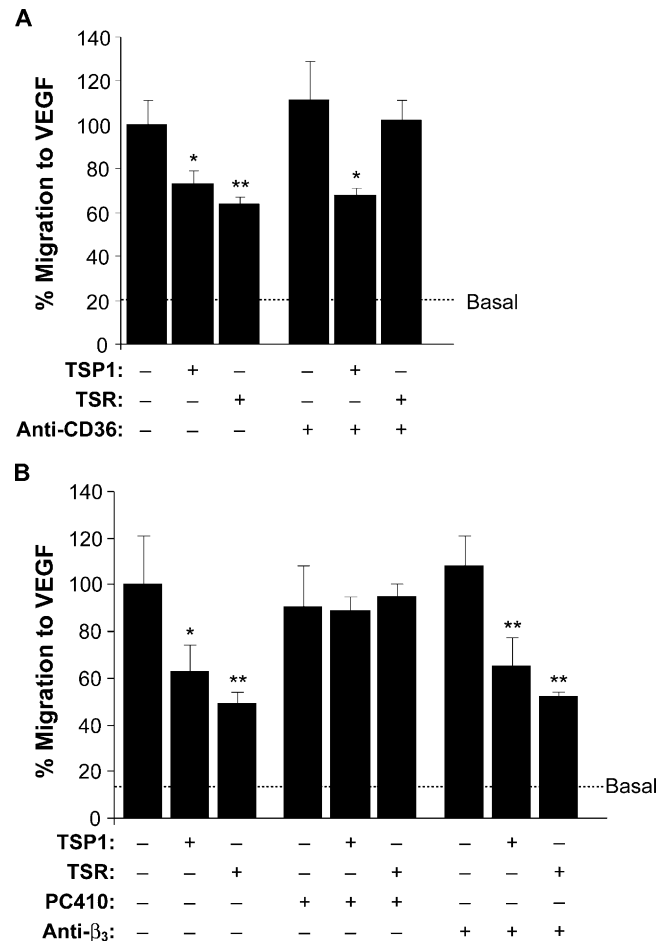 A
% Migration to VEGF
140
120
100
80
60
40
20
0
* ** *
Basal
TSP1: – + – – + –
TSR: – – + – – +
Anti-CD36: – – – + + +
B
% Migration to VEGF
140
120
100
80
60
40
20
0
* ** ** **
Basal
TSP1: – + – – + – – + –
TSR: – – + – – + – – +
PC410: – – – + + + – – –
Anti-β3: – – – – – – + + +